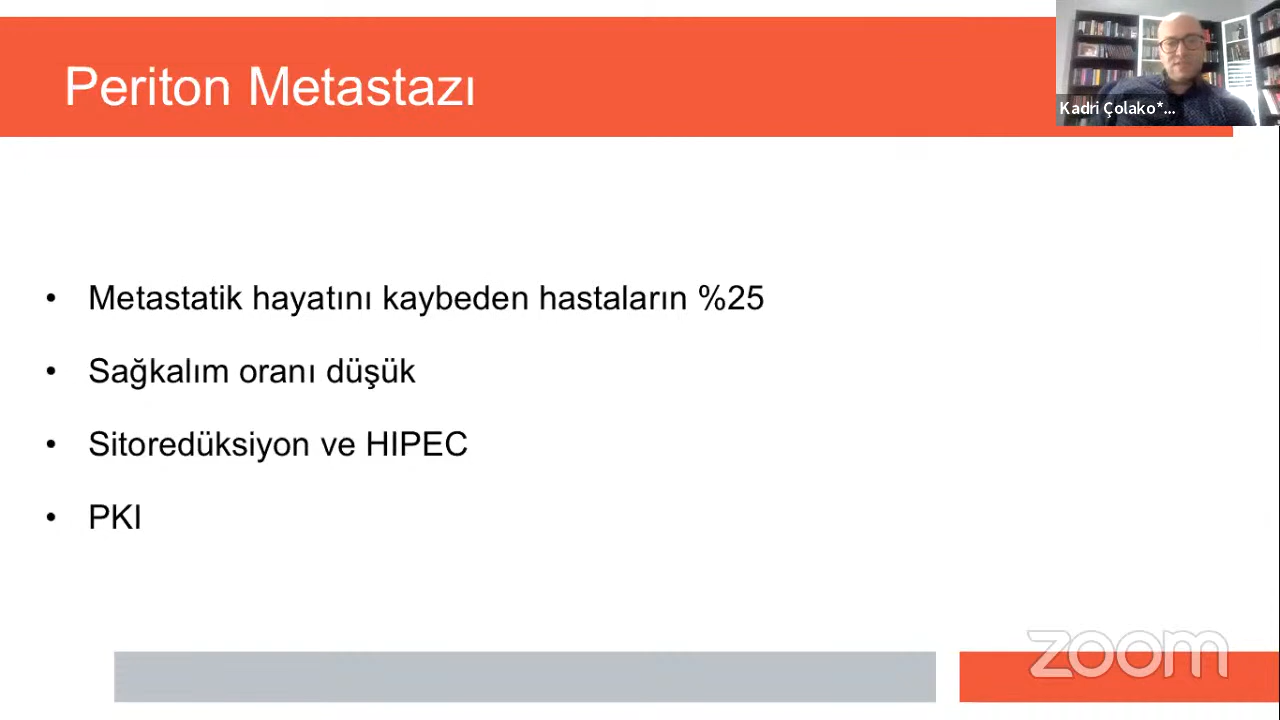 Periton Metastazı
Kadri Çolako*...
• Metastatik hayatını kaybeden hastaların %25
• Sağkalım oranı düşük
• Sitoredüksiyon ve HIPEC
• PKI
zoom